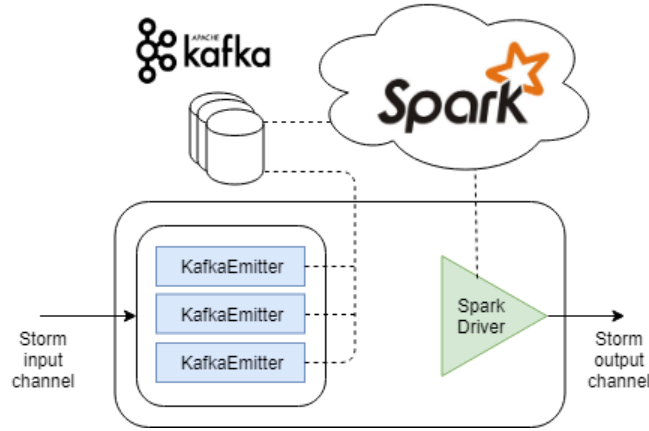 APACHE
kafka
Spark
KafkaEmitter
KafkaEmitter
KafkaEmitter
Spark
Driver
Storm
input
channel
Storm
output
channel